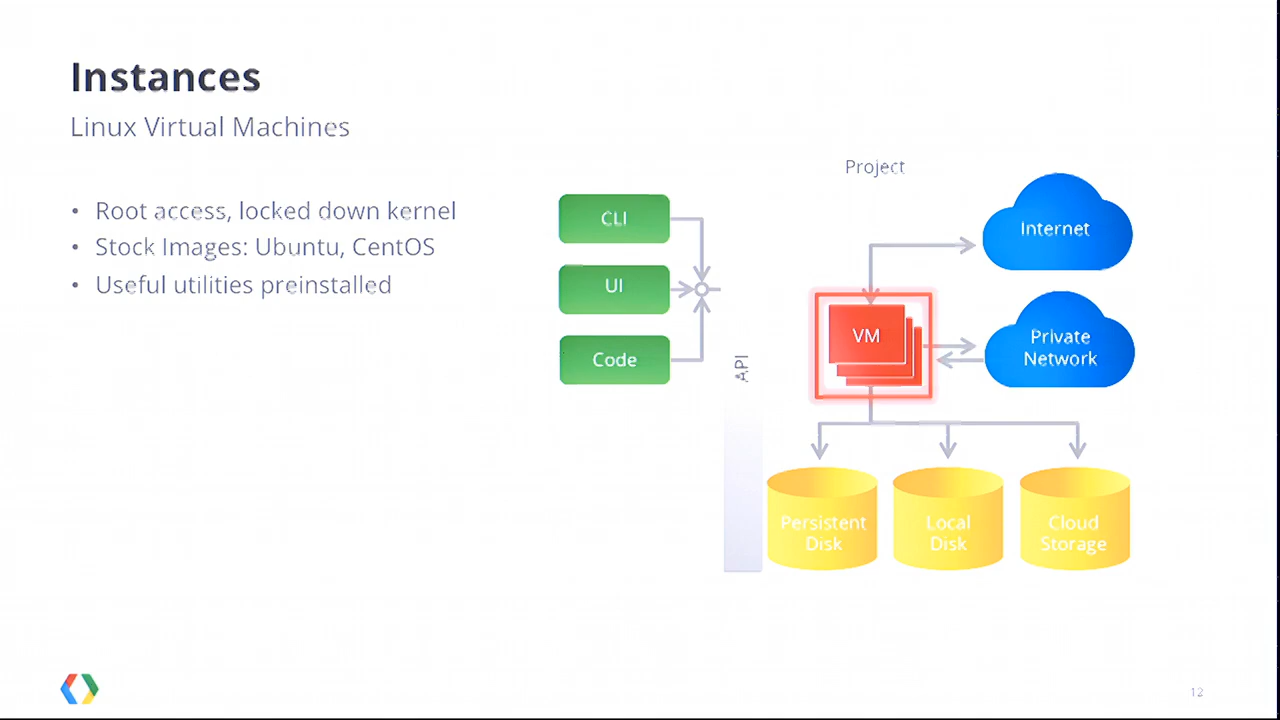 Instances
Linux Virtual Machines
• Root access, locked down kernel
• Stock Images: Ubuntu, CentOS
• Useful utilities preinstalled
Project
CLI
UI
Code
API
VM
Internet
Private
Network
Persistent
Disk
Local
Disk
Cloud
Storage
12